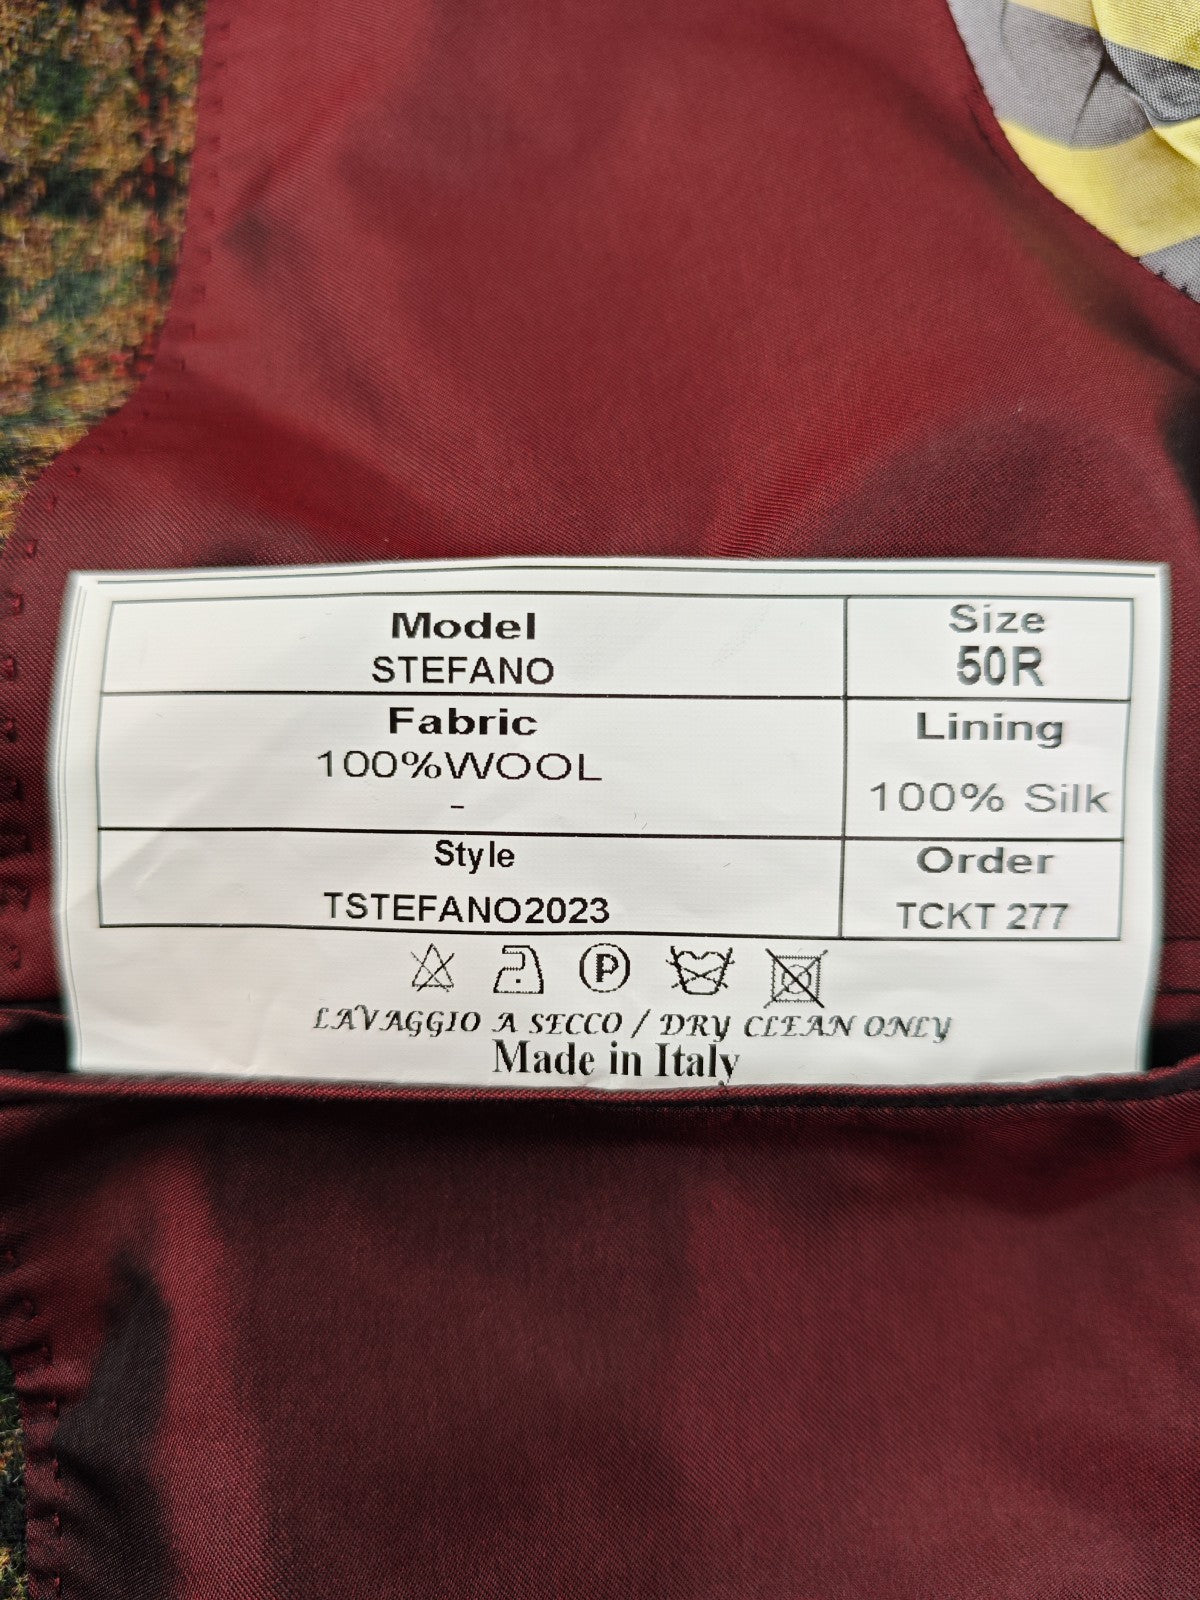 Model
STEFANO
Size
50R
Fabric
100%WOOL
-
Lining
100% Silk
Style
TSTEFANO2023
Order
TCKT 277
P
LAVAGGIO A SECCO / DRY CLEAN ONLY
Made in Italy